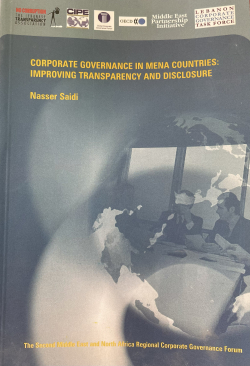 CIPE
OECD
Middle East
Partnership
Initiative
LEBANON
CORPORATE
GOVERNANCE
TASK FORCE
CORPORATE GOVERNANCE IN MENA COUNTRIES:
IMPROVING TRANSPARENCY AND DISCLOSURE
Nasser Saidi
The Second Middle East and North Africa Regional Corporate Governance Forum